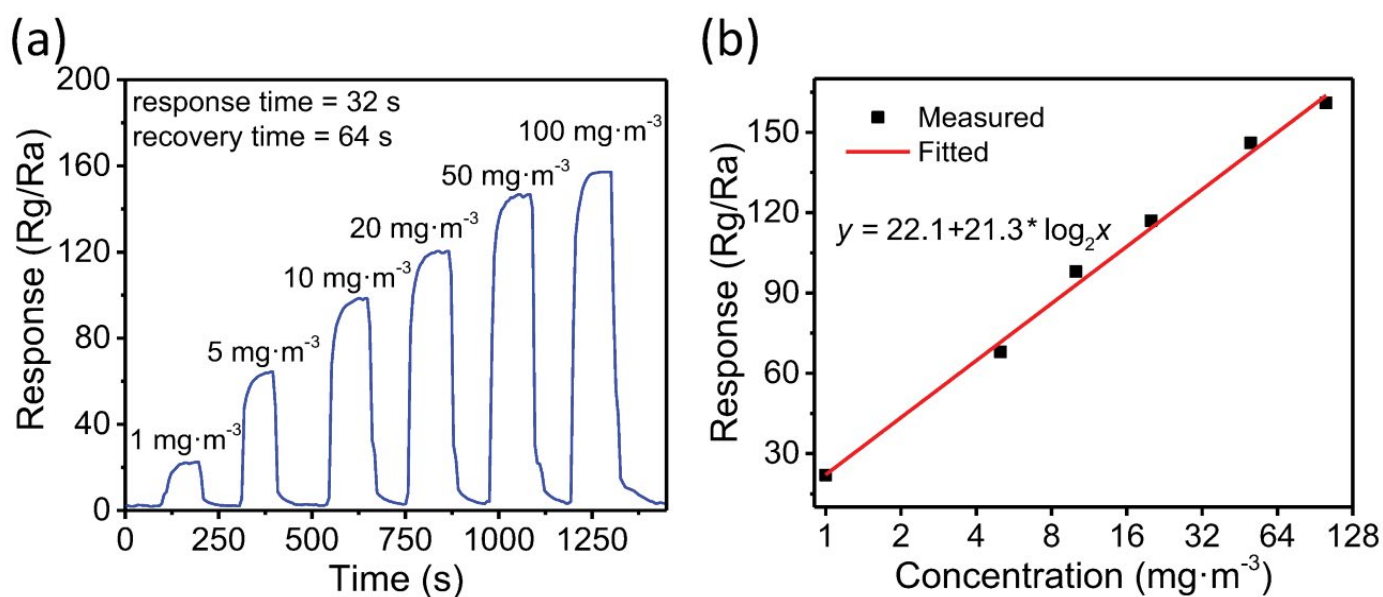 (a)
Response (Rg/Ra)
200
160
120
80
40
0
response time = 32 s
recovery time = 64 s
1 mg·m⁻³
5 mg·m⁻³
10 mg·m⁻³
20 mg·m⁻³
50 mg·m⁻³
100 mg·m⁻³
0 250 500 750 1000 1250
Time (s)
(b)
Response (Rg/Ra)
150
120
90
60
30
Measured
Fitted
y = 22.1+21.3* log₂x
1 2 4 8 16 32 64 128
Concentration (mg·m⁻³)